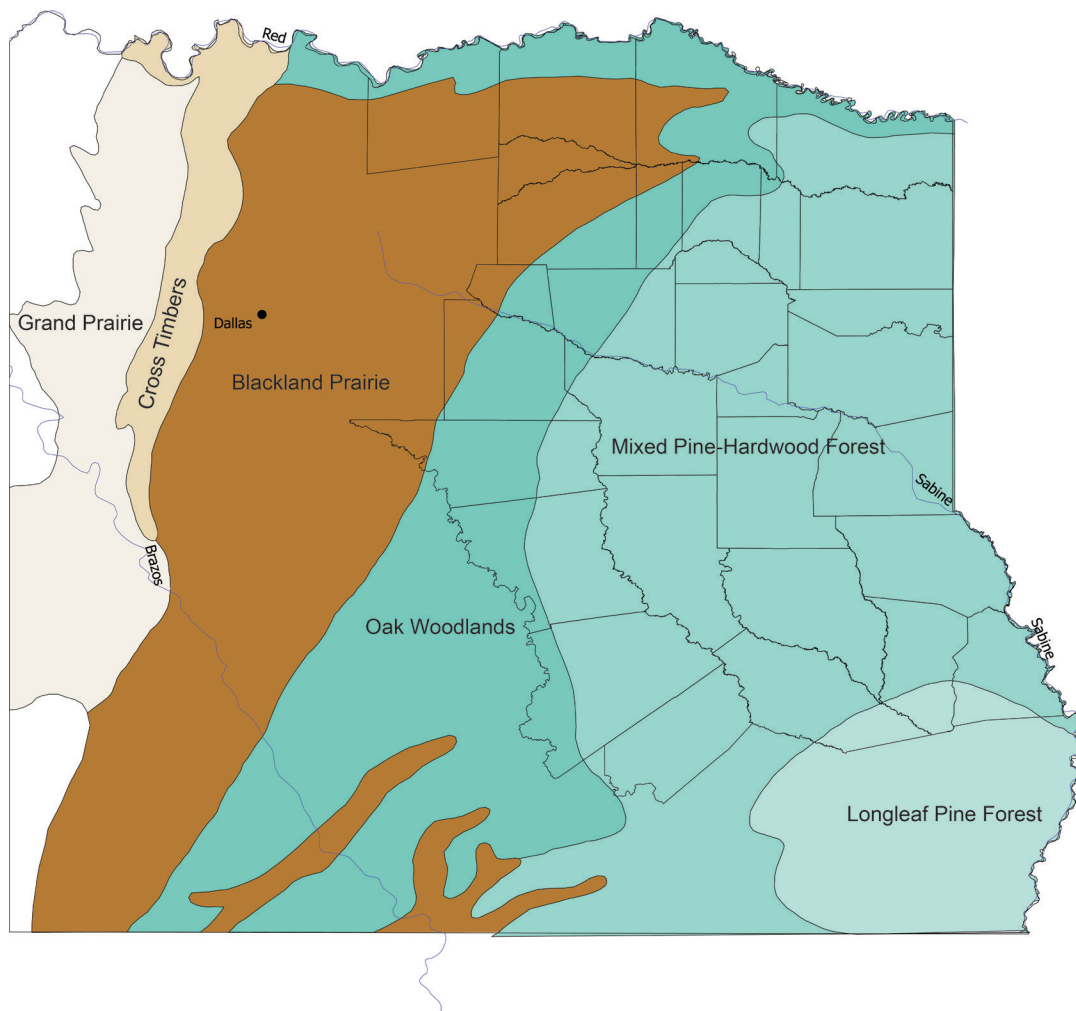 Red
Grand Prairie
Cross Timbers
Dallas
Blackland Prairie
Mixed Pine-Hardwood Forest
Sabine
Brazos
Oak Woodlands
Sabine
Longleaf Pine Forest